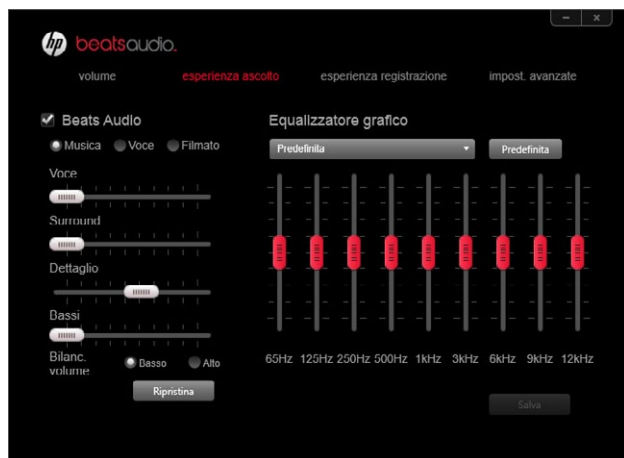 hp beatsaudio.
volume esperienza ascolto esperienza registrazione impost. avanzate
Beats Audio
Musica Voce Filmato
Voce
Surround
Dettaglio
Bassi
Bilanc. volume
Basso Alto
Ripristina
Equalizzatore grafico
Predefinita Predefinita
65Hz 125Hz 250Hz 500Hz 1kHz 3kHz 6kHz 9kHz 12kHz
Salva